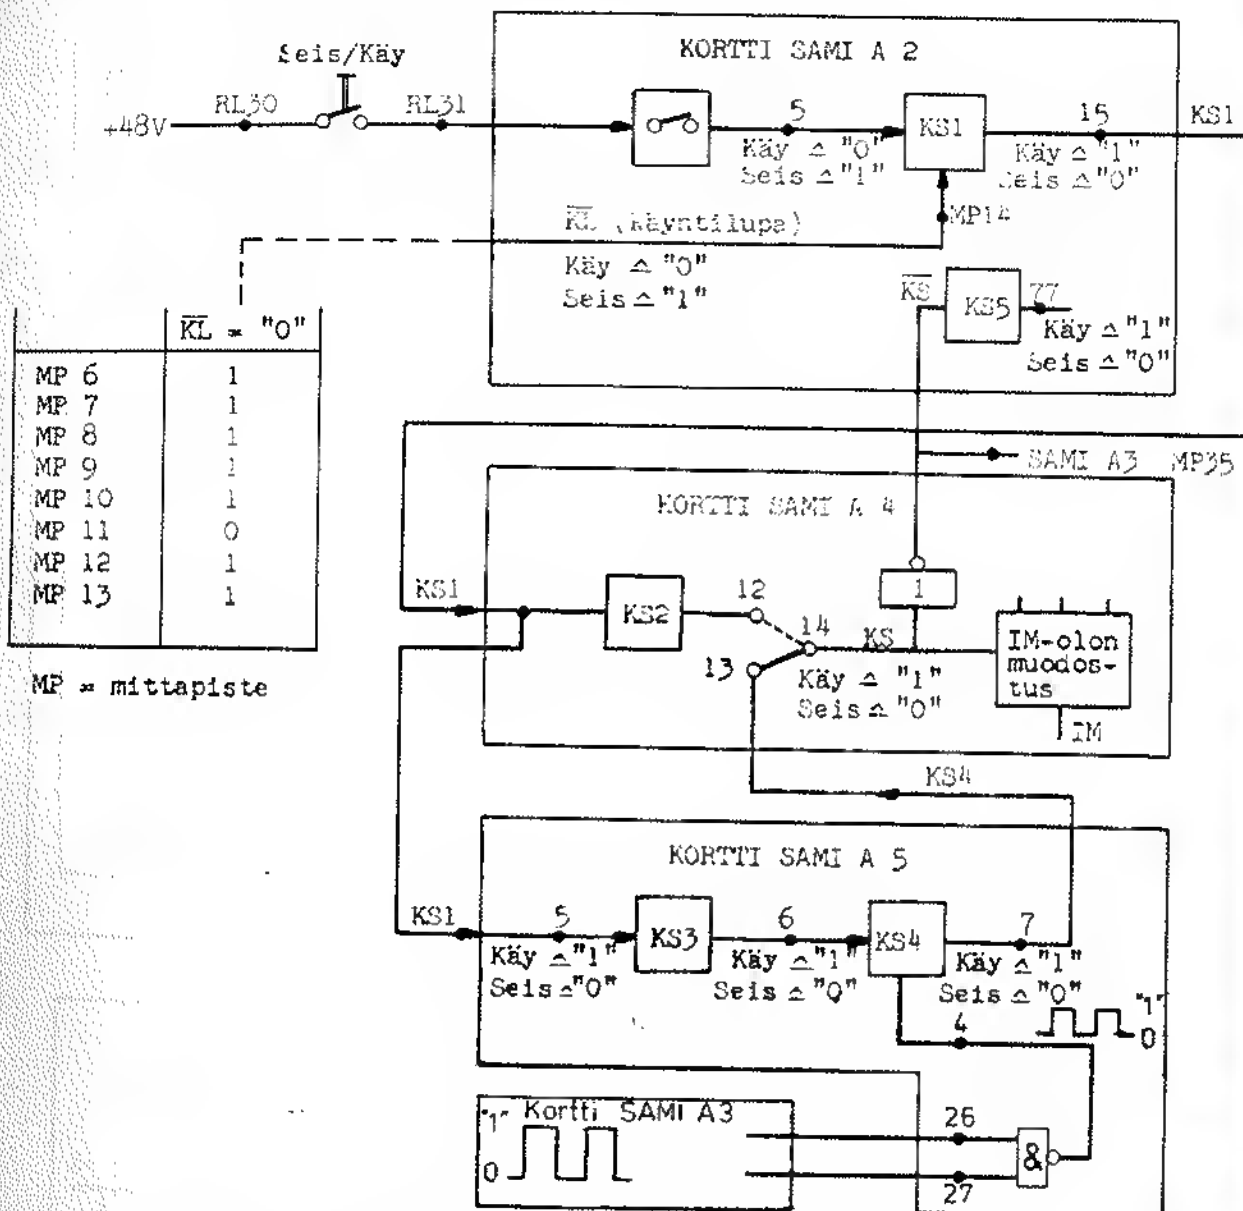 KORTTI SAMI A 2
Seis/Käy
+48V
RL30
RL31
5
KS1
15
KS1
Käy ≙ "0"
Seis ≙ "1"
Käy ≙ "1"
Seis ≙ "0"
MP14
K̅L̅ (käyntilupa)
Käy ≙ "0"
Seis ≙ "1"
K̅S̅
KS5
77
Käy ≙ "1"
Seis ≙ "0"
K̅L̅ = "0"
MP 6 1
MP 7 1
MP 8 1
MP 9 1
MP 10 1
MP 11 0
MP 12 1
MP 13 1
MP = mittapiste
SAMI A3 MP35
KORTTI SAMI A 4
KS1
KS2
12
14
13
KS
1
Käy ≙ "1"
Seis ≙ "0"
IM-olon
muodos-
tus
IM
KS4
KORTTI SAMI A 5
KS1
5
KS3
6
KS4
7
Käy ≙ "1"
Seis ≙ "0"
Käy ≙ "1"
Seis ≙ "0"
Käy ≙ "1"
Seis ≙ "0"
4
"1"
0
"1" Kortti SAMI A3
0
26
27
&